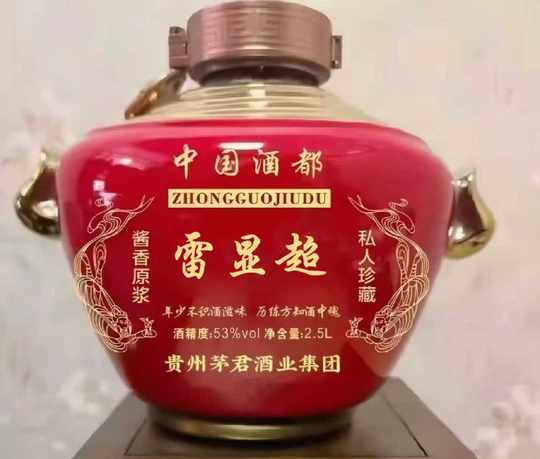 中国酒都
ZHONGGUOJIUDU
酱香原浆
雷显超
私人珍藏
年少不识酒滋味 历练方知酒中魂
酒精度:53%vol 净含量:2.5L
贵州茅君酒业集团